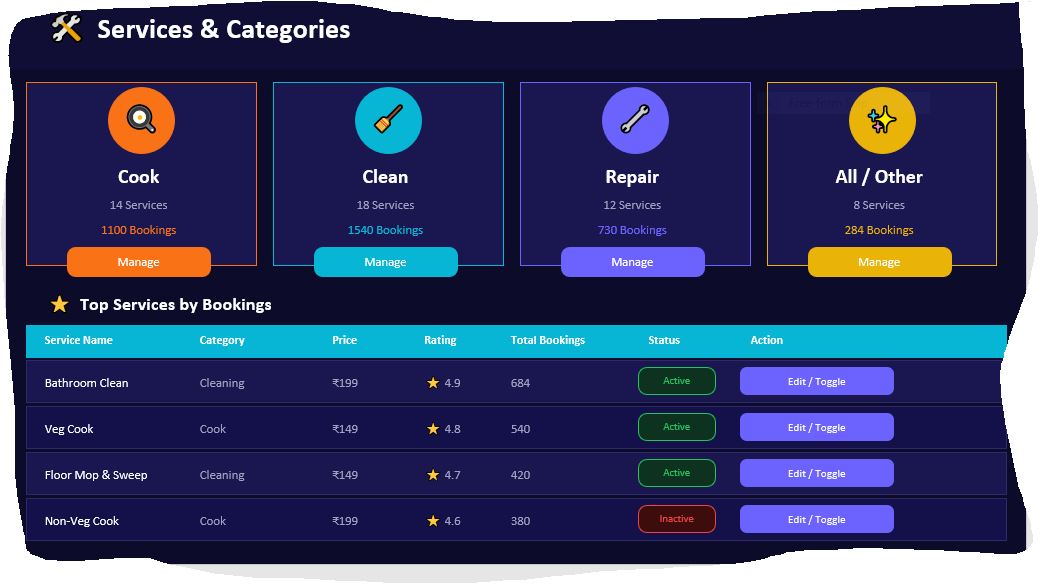 Services & Categories
Cook Clean Repair All / Other
14 Services 18 Services 12 Services 8 Services
1100 Bookings 1540 Bookings 730 Bookings 284 Bookings
Manage Manage Manage Manage
Top Services by Bookings
Service Name Category Price Rating Total Bookings Status Action
Bathroom Clean Cleaning ₹199 4.9 684 Active Edit / Toggle
Veg Cook Cook ₹149 4.8 540 Active Edit / Toggle
Floor Mop & Sweep Cleaning ₹149 4.7 420 Active Edit / Toggle
Non-Veg Cook Cook ₹199 4.6 380 Inactive Edit / Toggle